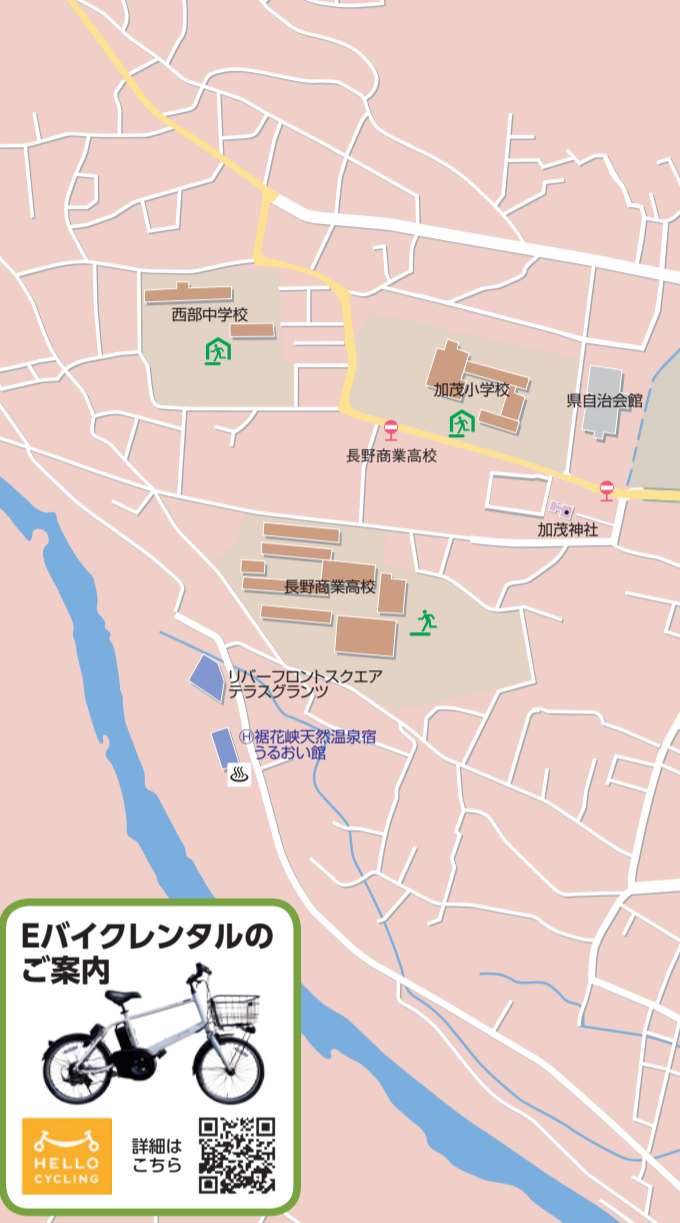 西部中学校
加茂小学校
県自治会館
長野商業高校
加茂神社
長野商業高校
リバーフロントスクエア
テラスグランツ
Ⓗ裾花峡天然温泉宿
うるおい館
Eバイクレンタルの
ご案内
HELLO
CYCLING
詳細は
こちら